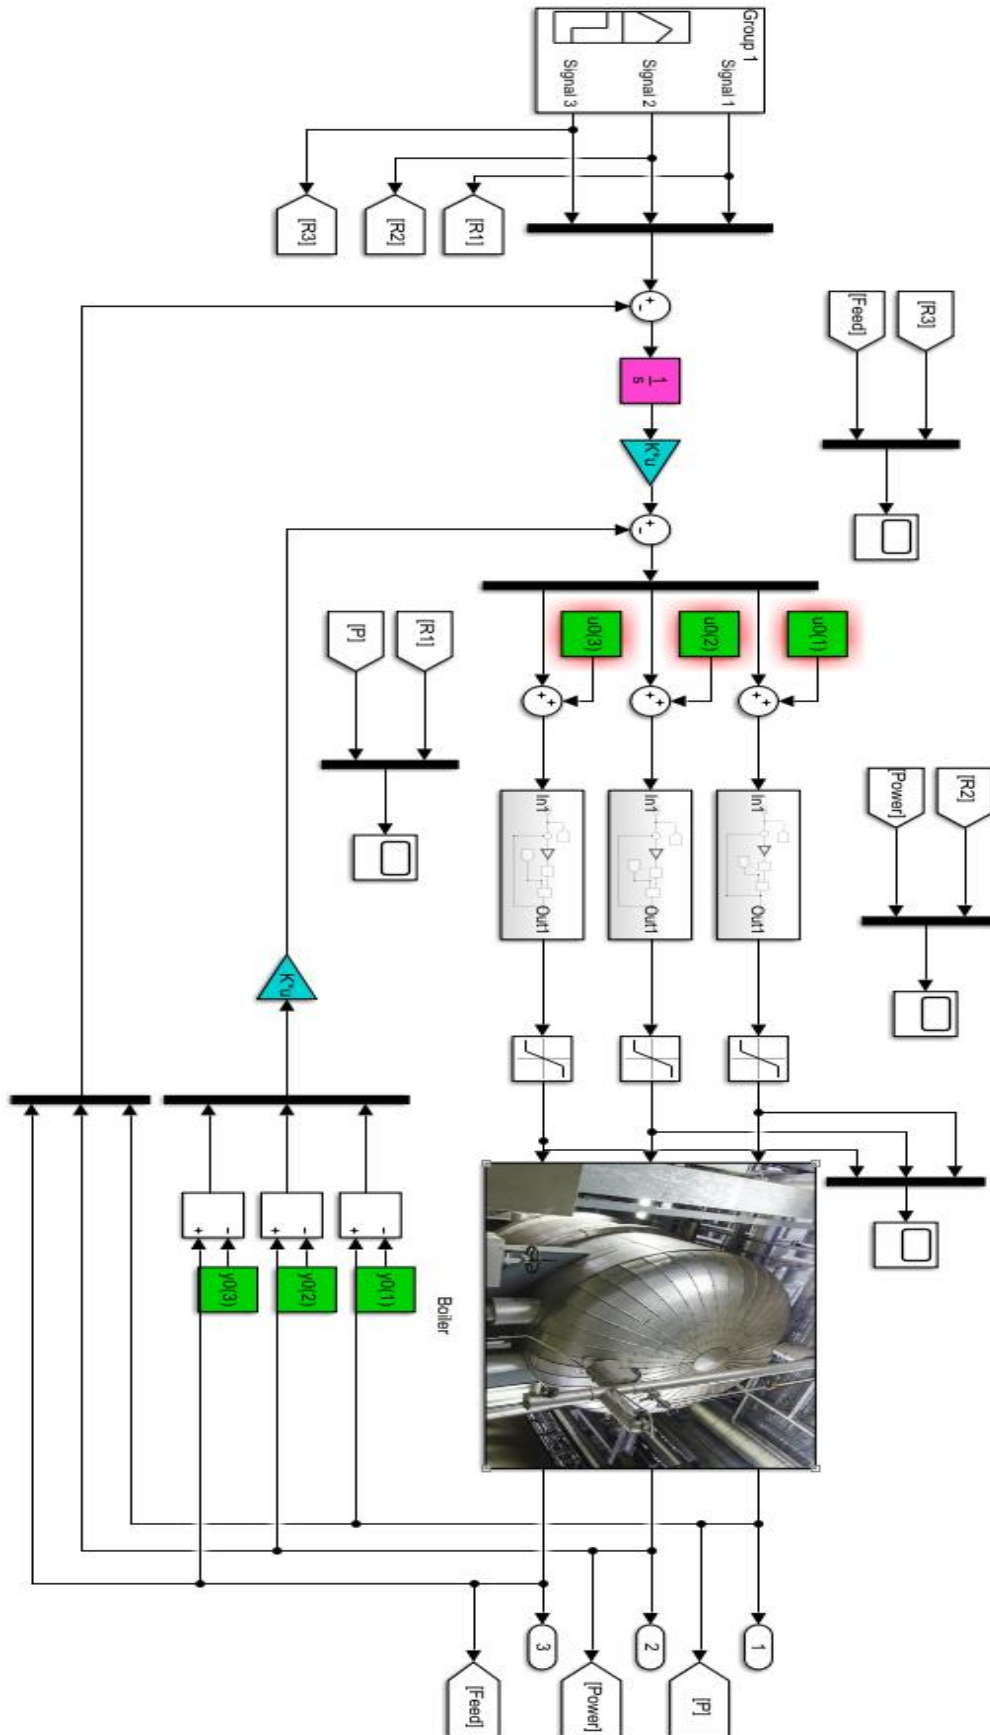 Group 1
Signal 1
Signal 2
Signal 3
[R1]
[R2]
[R3]
+
-
1
s
K*u
+
-
[R3]
[Feed]
u0(1)
u0(2)
u0(3)
+
+
+
+
+
+
In1
Out1
In1
Out1
In1
Out1
[R2]
[Power]
[R1]
[P]
K*u
-
+
-
+
-
+
y0(1)
y0(2)
y0(3)
Boiler
1
2
3
[P]
[Power]
[Feed]